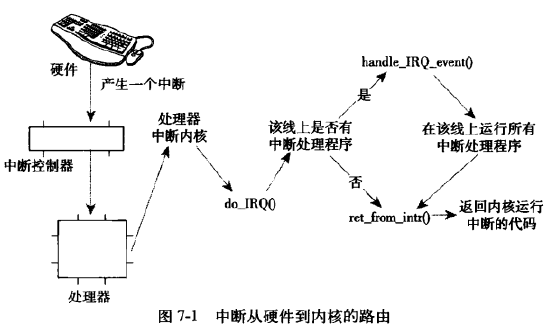 硬件
产生一个中断
中断控制器
处理器
处理器
中断内核
do_IRQ()
该线上是否有
中断处理程序
是
否
handle_IRQ_event()
在该线上运行所有
中断处理程序
ret_from_intr()
返回内核运行
中断的代码
图 7-1 中断从硬件到内核的路由